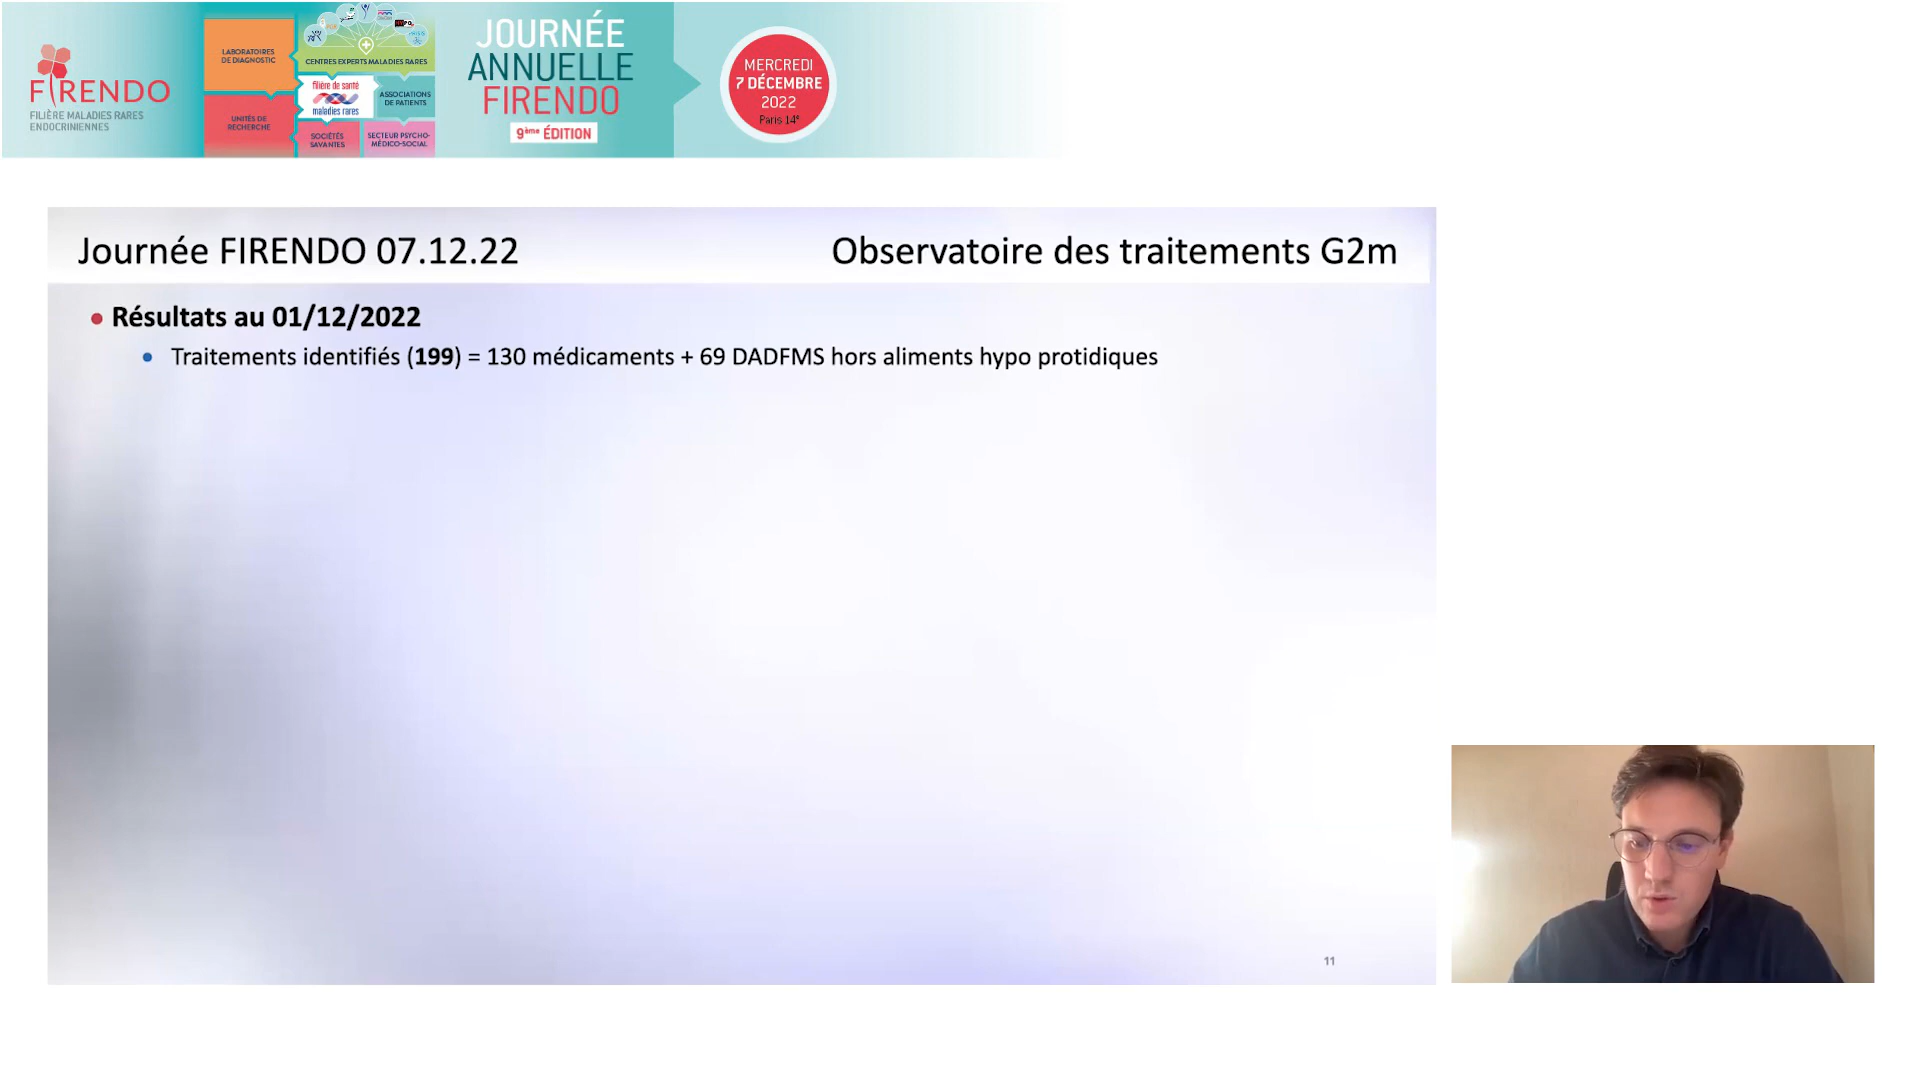 FIRENDO
FILIÈRE MALADIES RARES
ENDOCRINIENNES
LABORATOIRES
DE DIAGNOSTIC
CENTRES EXPERTS MALADIES RARES
filière de santé
maladies rares
ASSOCIATIONS
DE PATIENTS
UNITÉS DE
RECHERCHE
SOCIÉTÉS
SAVANTES
SECTEUR PSYCHO-
MÉDICO-SOCIAL
JOURNÉE
ANNUELLE
FIRENDO
9ème ÉDITION
MERCREDI
7 DÉCEMBRE
2022
Paris 14e
Journée FIRENDO 07.12.22
Observatoire des traitements G2m
Résultats au 01/12/2022
Traitements identifiés (199) = 130 médicaments + 69 DADFMS hors aliments hypo protidiques
11